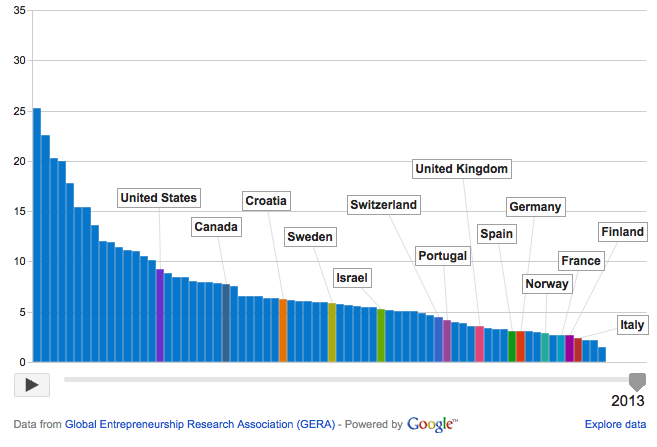 35
30
25
20
United Kingdom
United States
Croatia
Switzerland
Germany
15
Canada
Sweden
Spain
Finland
10
Israel
Portugal
Norway
France
5
Italy
0
2013
Data from Global Entrepreneurship Research Association (GERA) - Powered by Google™
Explore data